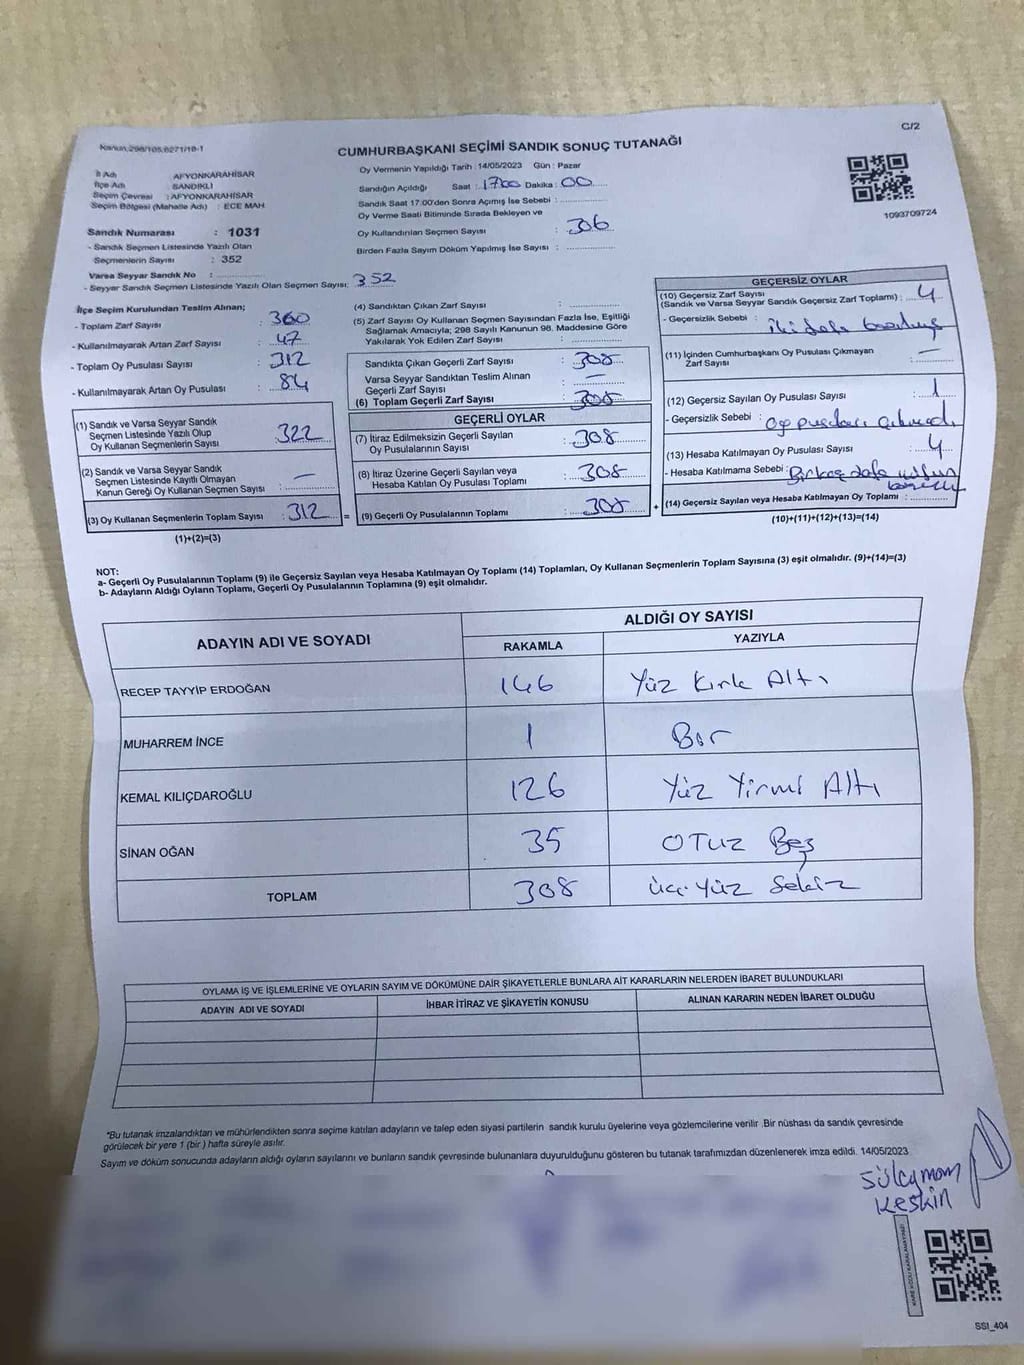 C/2
Kanun:298/105,6271/18-1
CUMHURBAŞKANI SEÇİMİ SANDIK SONUÇ TUTANAĞI
İl Adı : AFYONKARAHİSAR
İlçe Adı : SANDIKLI
Seçim Çevresi : AFYONKARAHİSAR
Seçim Bölgesi (Mahalle Adı) : ECE MAH
Sandık Numarası : 1031
- Sandık Seçmen Listesinde Yazılı Olan
Seçmenlerin Sayısı : 352
Varsa Seyyar Sandık No :
- Seyyar Sandık Seçmen Listesinde Yazılı Olan Seçmen Sayısı: 352
Oy Vermenin Yapıldığı Tarih : 14/05/2023 Gün : Pazar
Sandığın Açıldığı Saat : 1700 Dakika : 00
Sandık Saat 17:00'den Sonra Açımış İse Sebebi :
Oy Verme Saati Bitiminde Sırada Bekleyen ve
Oy Kullandırılan Seçmen Sayısı : 306
Birden Fazla Sayım Döküm Yapılmış İse Sayısı :
1093709724
İlçe Seçim Kurulundan Teslim Alınan;
- Toplam Zarf Sayısı : 360
- Kullanılmayarak Artan Zarf Sayısı : 47
- Toplam Oy Pusulası Sayısı : 312
- Kullanılmayarak Artan Oy Pusulası : 84
(1) Sandık ve Varsa Seyyar Sandık
Seçmen Listesinde Yazılı Olup
Oy Kullanan Seçmenlerin Sayısı : 322
(2) Sandık ve Varsa Seyyar Sandık
Seçmen Listesinde Kayıtlı Olmayan
Kanun Gereği Oy Kullanan Seçmen Sayısı : —
(3) Oy Kullanan Seçmenlerin Toplam Sayısı : 312 =
(1)+(2)=(3)
(4) Sandıktan Çıkan Zarf Sayısı :
(5) Zarf Sayısı Oy Kullanan Seçmen Sayısından Fazla İse, Eşitliği
Sağlamak Amacıyla; 298 Sayılı Kanunun 98. Maddesine Göre
Yakılarak Yok Edilen Zarf Sayısı :
Sandıkta Çıkan Geçerli Zarf Sayısı : 308
Varsa Seyyar Sandıktan Teslim Alınan
Geçerli Zarf Sayısı : —
(6) Toplam Geçerli Zarf Sayısı : 308
GEÇERLİ OYLAR
(7) İtiraz Edilmeksizin Geçerli Sayılan
Oy Pusulalarının Sayısı : 308
(8) İtiraz Üzerine Geçerli Sayılan veya
Hesaba Katılan Oy Pusulası Toplamı : 308
(9) Geçerli Oy Pusulalarının Toplamı : 308 +
GEÇERSİZ OYLAR
(10) Geçersiz Zarf Sayısı
(Sandık ve Varsa Seyyar Sandık Geçersiz Zarf Toplamı) : 4
- Geçersizlik Sebebi : iki defa
(11) İçinden Cumhurbaşkanı Oy Pusulası Çıkmayan
Zarf Sayısı : —
(12) Geçersiz Sayılan Oy Pusulası Sayısı : 1
- Geçersizlik Sebebi : oy pusulası çıkmadı
(13) Hesaba Katılmayan Oy Pusulası Sayısı : 4
- Hesaba Katılmama Sebebi : Birkaç defa
(14) Geçersiz Sayılan veya Hesaba Katılmayan Oy Toplamı :
(10)+(11)+(12)+(13)=(14)
NOT:
a- Geçerli Oy Pusulalarının Toplamı (9) ile Geçersiz Sayılan veya Hesaba Katılmayan Oy Toplamı (14) Toplamları, Oy Kullanan Seçmenlerin Toplam Sayısına (3) eşit olmalıdır. (9)+(14)=(3)
b- Adayların Aldığı Oyların Toplamı, Geçerli Oy Pusulalarının Toplamına (9) eşit olmalıdır.
ADAYIN ADI VE SOYADI ALDIĞI OY SAYISI
RAKAMLA YAZIYLA
RECEP TAYYİP ERDOĞAN 146 Yüz Kırk Altı
MUHARREM İNCE 1 Bir
KEMAL KILIÇDAROĞLU 126 Yüz Yirmi Altı
SİNAN OĞAN 35 OTUZ Beş
TOPLAM 308 üç Yüz Sekiz
OYLAMA İŞ VE İŞLEMLERİNE VE OYLARIN SAYIM VE DÖKÜMÜNE DAİR ŞİKAYETLERLE BUNLARA AİT KARARLARIN NELERDEN İBARET BULUNDUKLARI
ADAYIN ADI VE SOYADI İHBAR İTİRAZ VE ŞİKAYETİN KONUSU ALINAN KARARIN NEDEN İBARET OLDUĞU
*Bu tutanak imzalandıktan ve mühürlendikten sonra seçime katılan adayların ve talep eden siyasi partilerin sandık kurulu üyelerine veya gözlemcilerine verilir .Bir nüshası da sandık çevresinde
görülecek bir yere 1 (bir ) hafta süreyle asılır.
Sayım ve döküm sonucunda adayların aldığı oyların sayılarını ve bunların sandık çevresinde bulunanlara duyurulduğunu gösteren bu tutanak tarafımızdan düzenlenerek imza edildi. 14/05/2023
Süleyman
Keskin
SSI_404